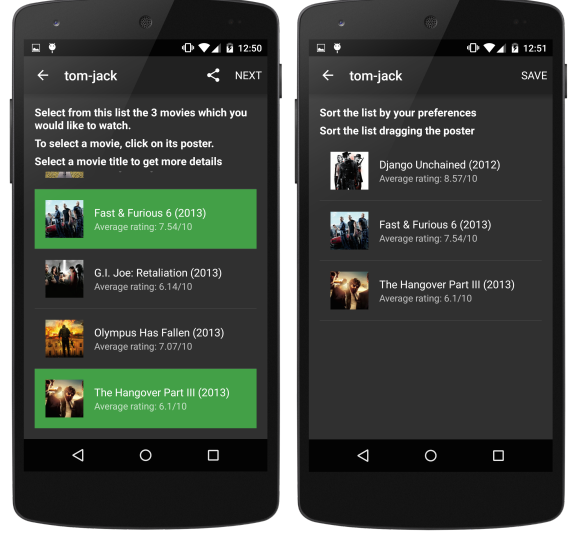 12:50
tom-jack
NEXT
Select from this list the 3 movies which you
would like to watch.
To select a movie, click on its poster.
Select a movie title to get more details
Fast & Furious 6 (2013)
Average rating: 7.54/10
G.I. Joe: Retaliation (2013)
Average rating: 6.14/10
Olympus Has Fallen (2013)
Average rating: 7.07/10
The Hangover Part III (2013)
Average rating: 6.1/10
12:51
tom-jack
SAVE
Sort the list by your preferences
Sort the list dragging the poster
Django Unchained (2012)
Average rating: 8.57/10
Fast & Furious 6 (2013)
Average rating: 7.54/10
The Hangover Part III (2013)
Average rating: 6.1/10